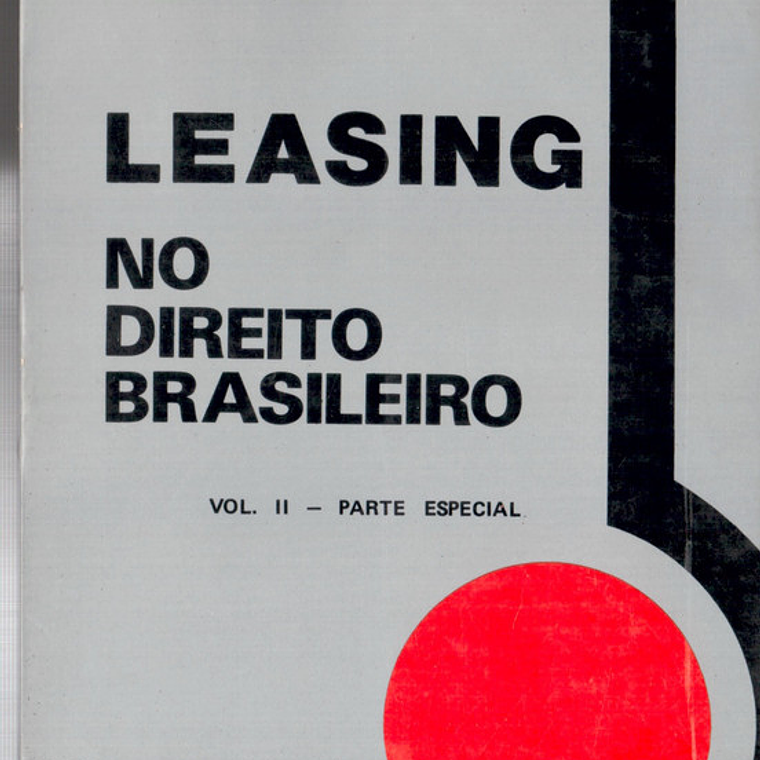 LEASING
NO
DIREITO
BRASILEIRO
VOL. II – PARTE ESPECIAL